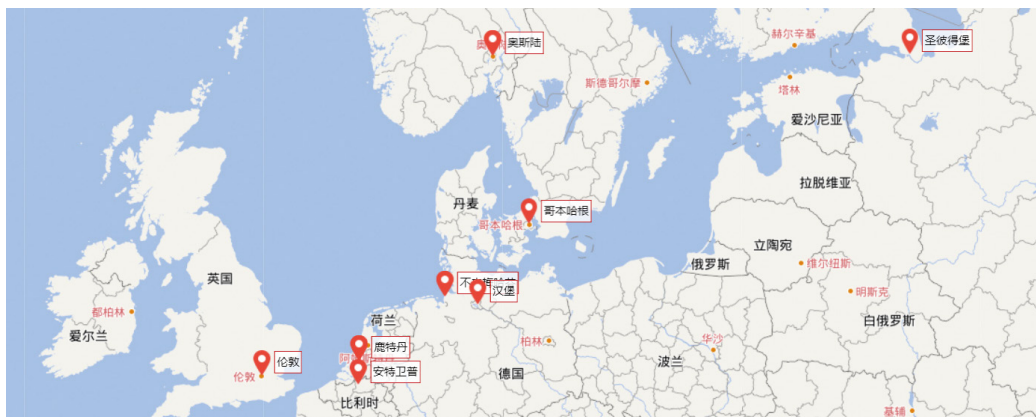 奥斯陆
赫尔辛基
圣彼得堡
斯德哥尔摩
塔林
爱沙尼亚
拉脱维亚
丹麦
哥本哈根
哥本哈根
立陶宛
英国
俄罗斯
维尔纽斯
汉堡
明斯克
都柏林
荷兰
白俄罗斯
爱尔兰
鹿特丹
柏林
华沙
伦敦
伦敦
安特卫普
德国
波兰
比利时
基辅